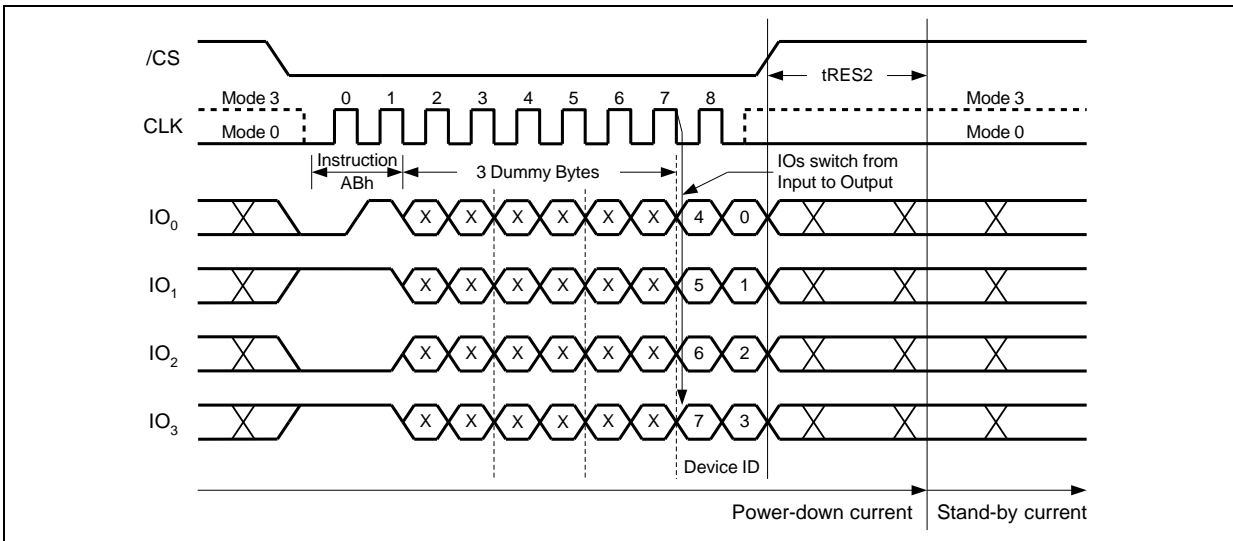 /CS
tRES2
Mode 3
0 1 2 3 4 5 6 7 8
Mode 3
CLK
Mode 0
Mode 0
Instruction
ABh
3 Dummy Bytes
IOs switch from
Input to Output
IO0
X X X X X X 4 0
IO1
X X X X X X 5 1
IO2
X X X X X X 6 2
IO3
X X X X X X 7 3
Device ID
Power-down current
Stand-by current